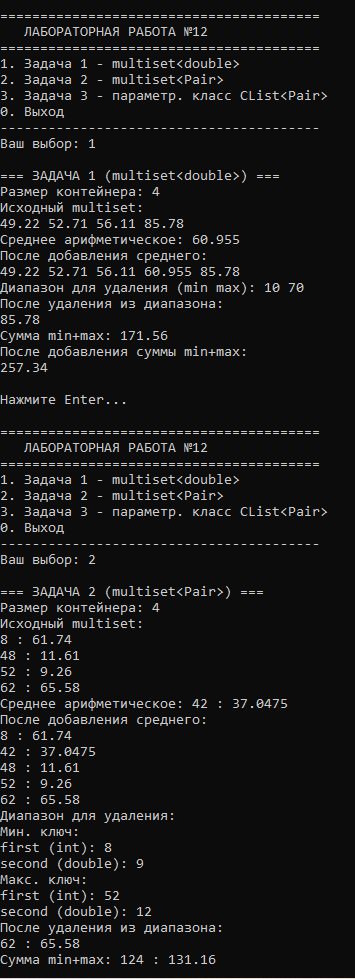 ========================================
ЛАБОРАТОРНАЯ РАБОТА №12
========================================
1. Задача 1 - multiset<double>
2. Задача 2 - multiset<Pair>
3. Задача 3 - параметр. класс CList<Pair>
0. Выход
----------------------------------------
Ваш выбор: 1

=== ЗАДАЧА 1 (multiset<double>) ===
Размер контейнера: 4
Исходный multiset:
49.22 52.71 56.11 85.78
Среднее арифметическое: 60.955
После добавления среднего:
49.22 52.71 56.11 60.955 85.78
Диапазон для удаления (min max): 10 70
После удаления из диапазона:
85.78
Сумма min+max: 171.56
После добавления суммы min+max:
257.34

Нажмите Enter...

========================================
ЛАБОРАТОРНАЯ РАБОТА №12
========================================
1. Задача 1 - multiset<double>
2. Задача 2 - multiset<Pair>
3. Задача 3 - параметр. класс CList<Pair>
0. Выход
----------------------------------------
Ваш выбор: 2

=== ЗАДАЧА 2 (multiset<Pair>) ===
Размер контейнера: 4
Исходный multiset:
8 : 61.74
48 : 11.61
52 : 9.26
62 : 65.58
Среднее арифметическое: 42 : 37.0475
После добавления среднего:
8 : 61.74
42 : 37.0475
48 : 11.61
52 : 9.26
62 : 65.58
Диапазон для удаления:
Мин. ключ:
first (int): 8
second (double): 9
Макс. ключ:
first (int): 52
second (double): 12
После удаления из диапазона:
62 : 65.58
Сумма min+max: 124 : 131.16